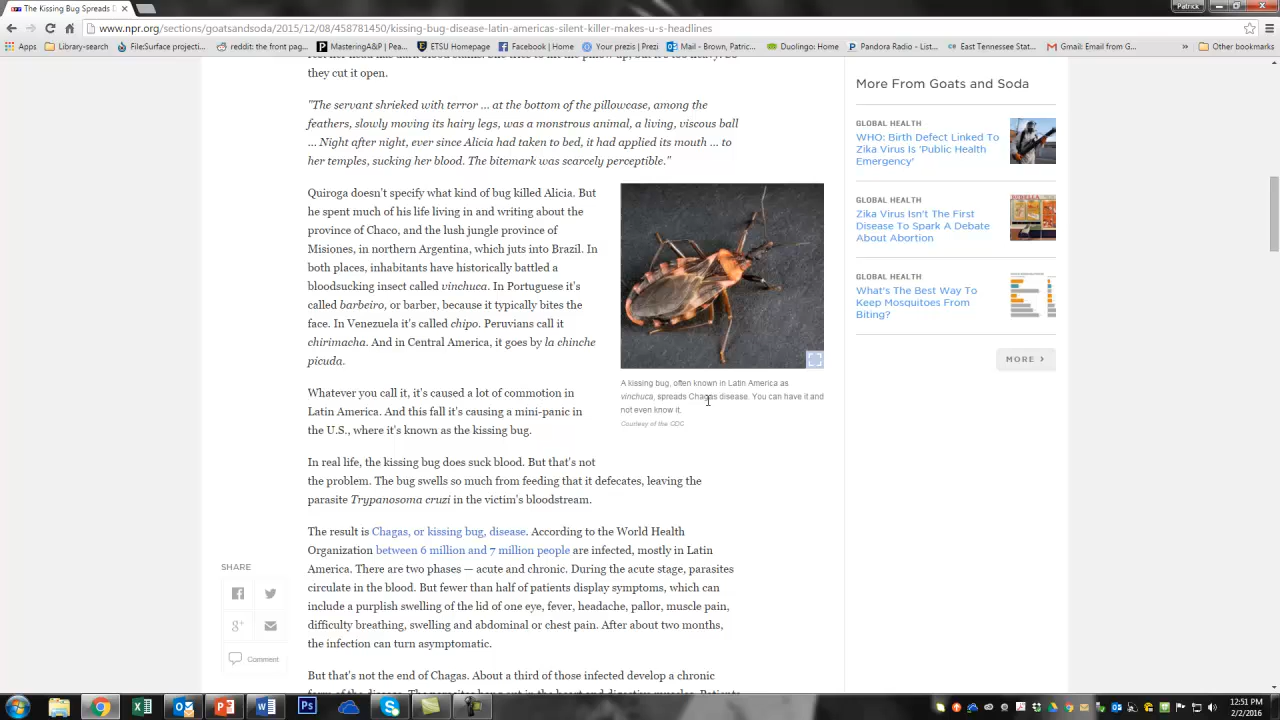 The Kissing Bug Spreads D
Patrick
www.npr.org/sections/goatsandsoda/2015/12/08/458781450/kissing-bug-disease-latin-americas-silent-killer-makes-u-s-headlines
Apps
Library-search
FileSurface projecti...
reddit the front pag...
MasteringA&P | Pea...
ETSU Homepage
Facebook | Home
Your prezis | Prezi
Mail - Brown, Patric...
Duolingo: Home
Pandora Radio - List...
East Tennessee Stat...
Gmail: Email from G...
»
Other bookmarks
they cut it open.
"The servant shrieked with terror ... at the bottom of the pillowcase, among the
feathers, slowly moving its hairy legs, was a monstrous animal, a living, viscous ball
... Night after night, ever since Alicia had taken to bed, it had applied its mouth ... to
her temples, sucking her blood. The bitemark was scarcely perceptible."
Quiroga doesn't specify what kind of bug killed Alicia. But
he spent much of his life living in and writing about the
province of Chaco, and the lush jungle province of
Misiones, in northern Argentina, which juts into Brazil. In
both places, inhabitants have historically battled a
bloodsucking insect called vinchuca. In Portuguese it's
called barbeiro, or barber, because it typically bites the
face. In Venezuela it's called chipo. Peruvians call it
chirimacha. And in Central America, it goes by la chinche
picuda.
A kissing bug, often known in Latin America as
vinchuca, spreads Chagas disease. You can have it and
not even know it.
Courtesy of the CDC
Whatever you call it, it's caused a lot of commotion in
Latin America. And this fall it's causing a mini-panic in
the U.S., where it's known as the kissing bug.
In real life, the kissing bug does suck blood. But that's not
the problem. The bug swells so much from feeding that it defecates, leaving the
parasite Trypanosoma cruzi in the victim's bloodstream.
The result is Chagas, or kissing bug, disease. According to the World Health
Organization between 6 million and 7 million people are infected, mostly in Latin
America. There are two phases — acute and chronic. During the acute stage, parasites
circulate in the blood. But fewer than half of patients display symptoms, which can
include a purplish swelling of the lid of one eye, fever, headache, pallor, muscle pain,
difficulty breathing, swelling and abdominal or chest pain. After about two months,
the infection can turn asymptomatic.
But that's not the end of Chagas. About a third of those infected develop a chronic
SHARE
Comment
More From Goats and Soda
GLOBAL HEALTH
WHO: Birth Defect Linked To
Zika Virus Is 'Public Health
Emergency'
GLOBAL HEALTH
Zika Virus Isn't The First
Disease To Spark A Debate
About Abortion
GLOBAL HEALTH
What's The Best Way To
Keep Mosquitoes From
Biting?
MORE >
12:51 PM
2/2/2016